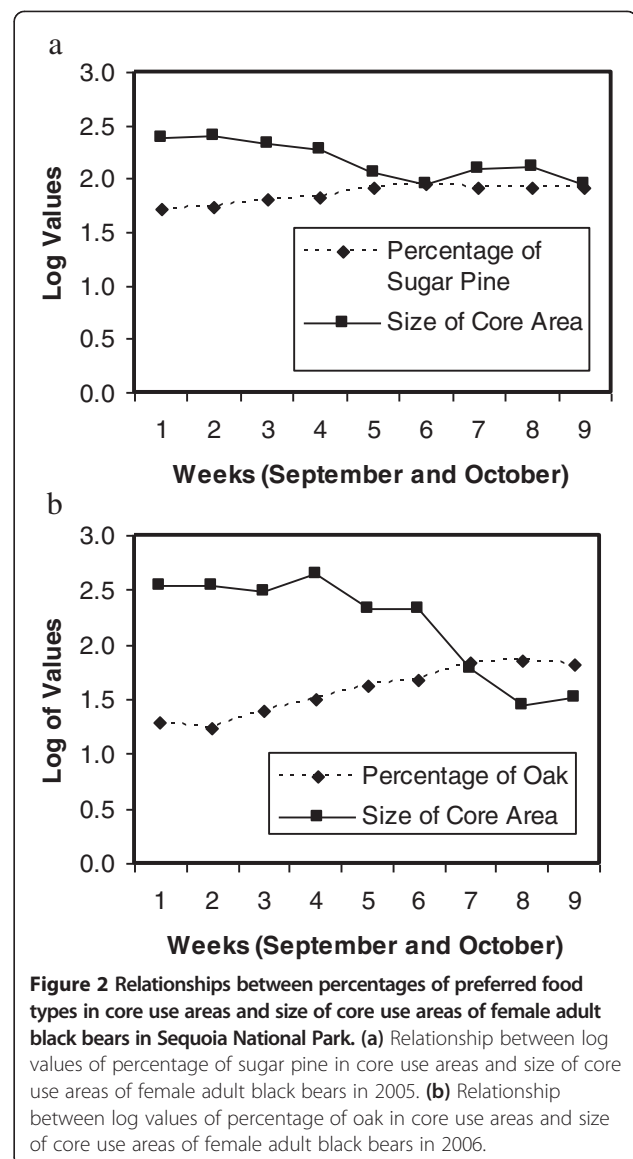 a
3.0
2.5
2.0
1.5
1.0
0.5
0.0
Log Values
Percentage of
Sugar Pine
Size of Core Area
1 2 3 4 5 6 7 8 9
Weeks (September and October)
b
3.0
2.5
2.0
1.5
1.0
0.5
0.0
Log of Values
Percentage of Oak
Size of Core Area
1 2 3 4 5 6 7 8 9
Weeks (September and October)
Figure 2 Relationships between percentages of preferred food
types in core use areas and size of core use areas of female adult
black bears in Sequoia National Park. (a) Relationship between log
values of percentage of sugar pine in core use areas and size of core
use areas of female adult black bears in 2005. (b) Relationship
between log values of percentage of oak in core use areas and size
of core use areas of female adult black bears in 2006.